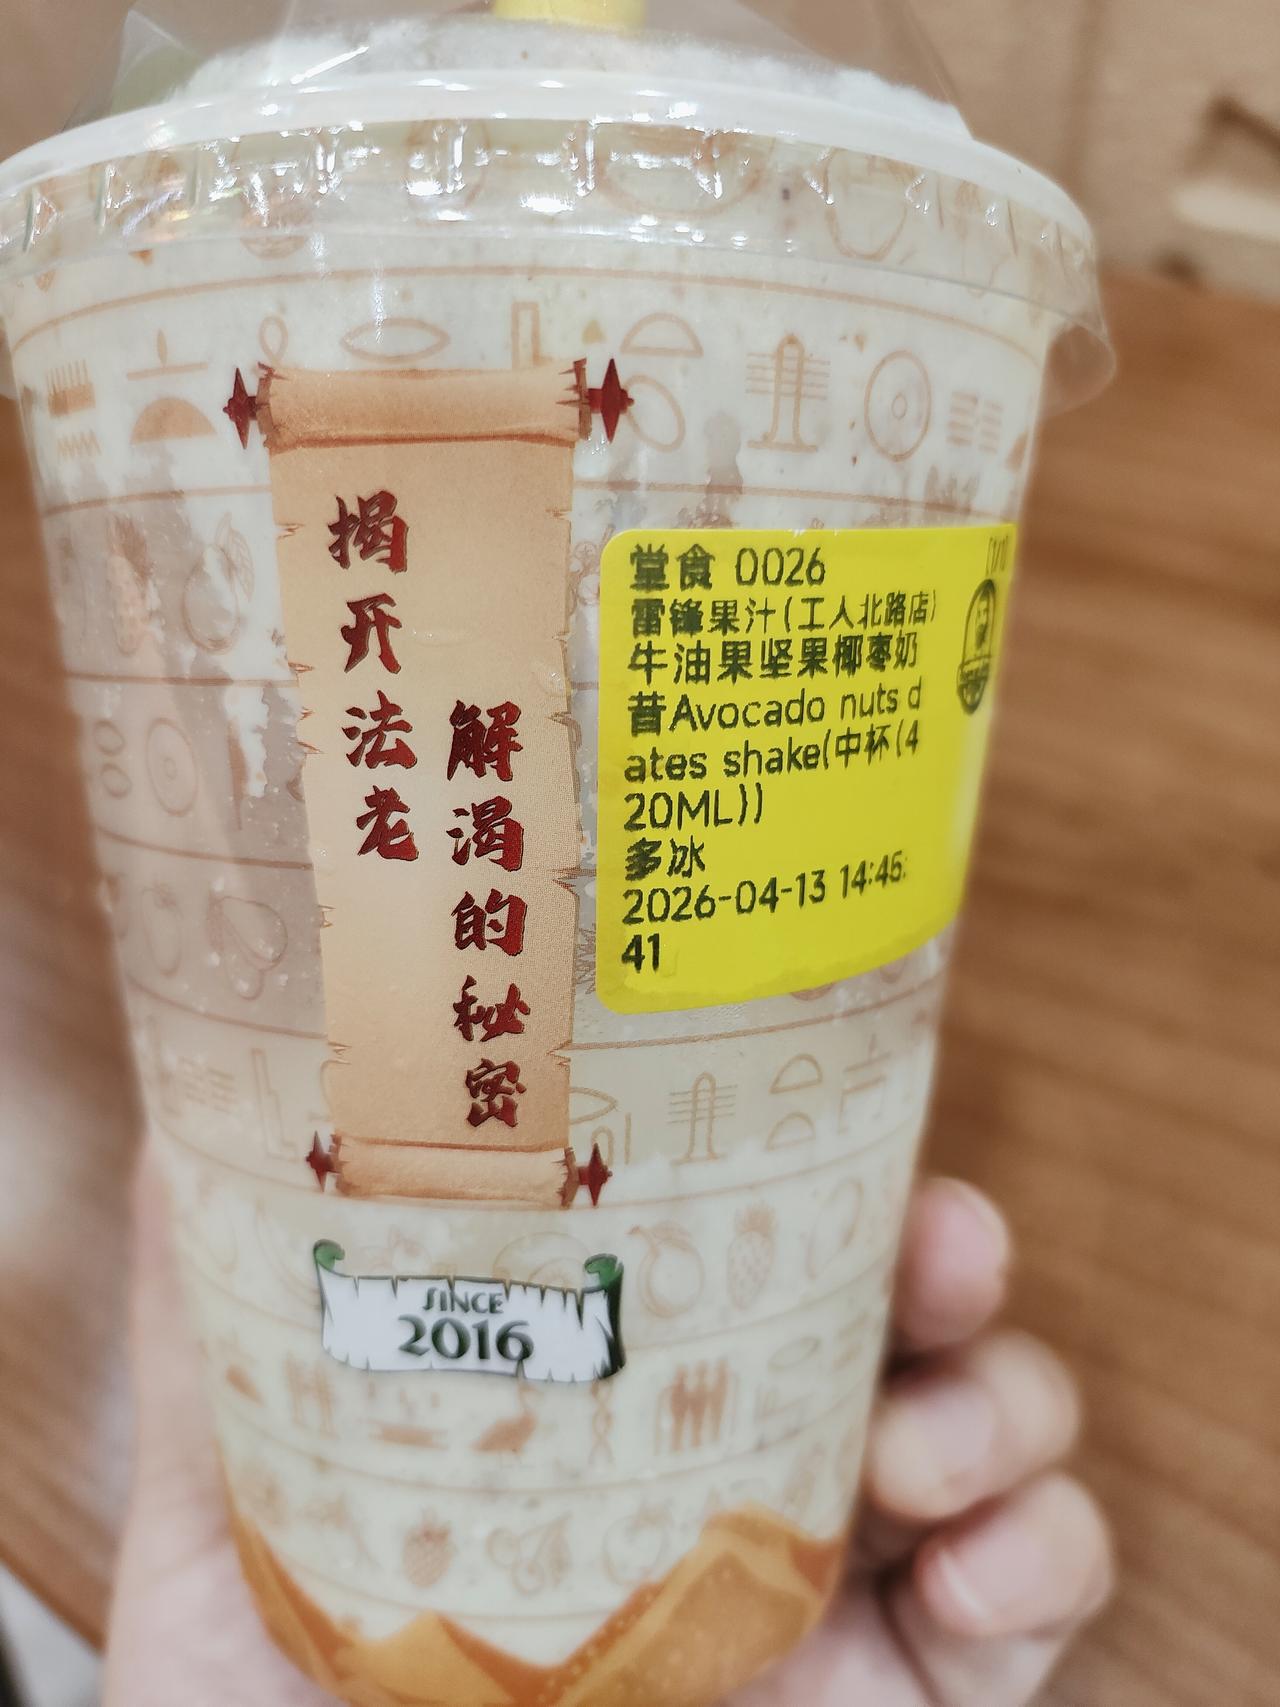 揭开法老
解渴的秘密
SINCE
2016
堂食 0026
雷锋果汁(工人北路店)
牛油果坚果椰枣奶
昔Avocado nuts d
ates shake(中杯(4
20ML))
多冰
2026-04-13 14:45:
41